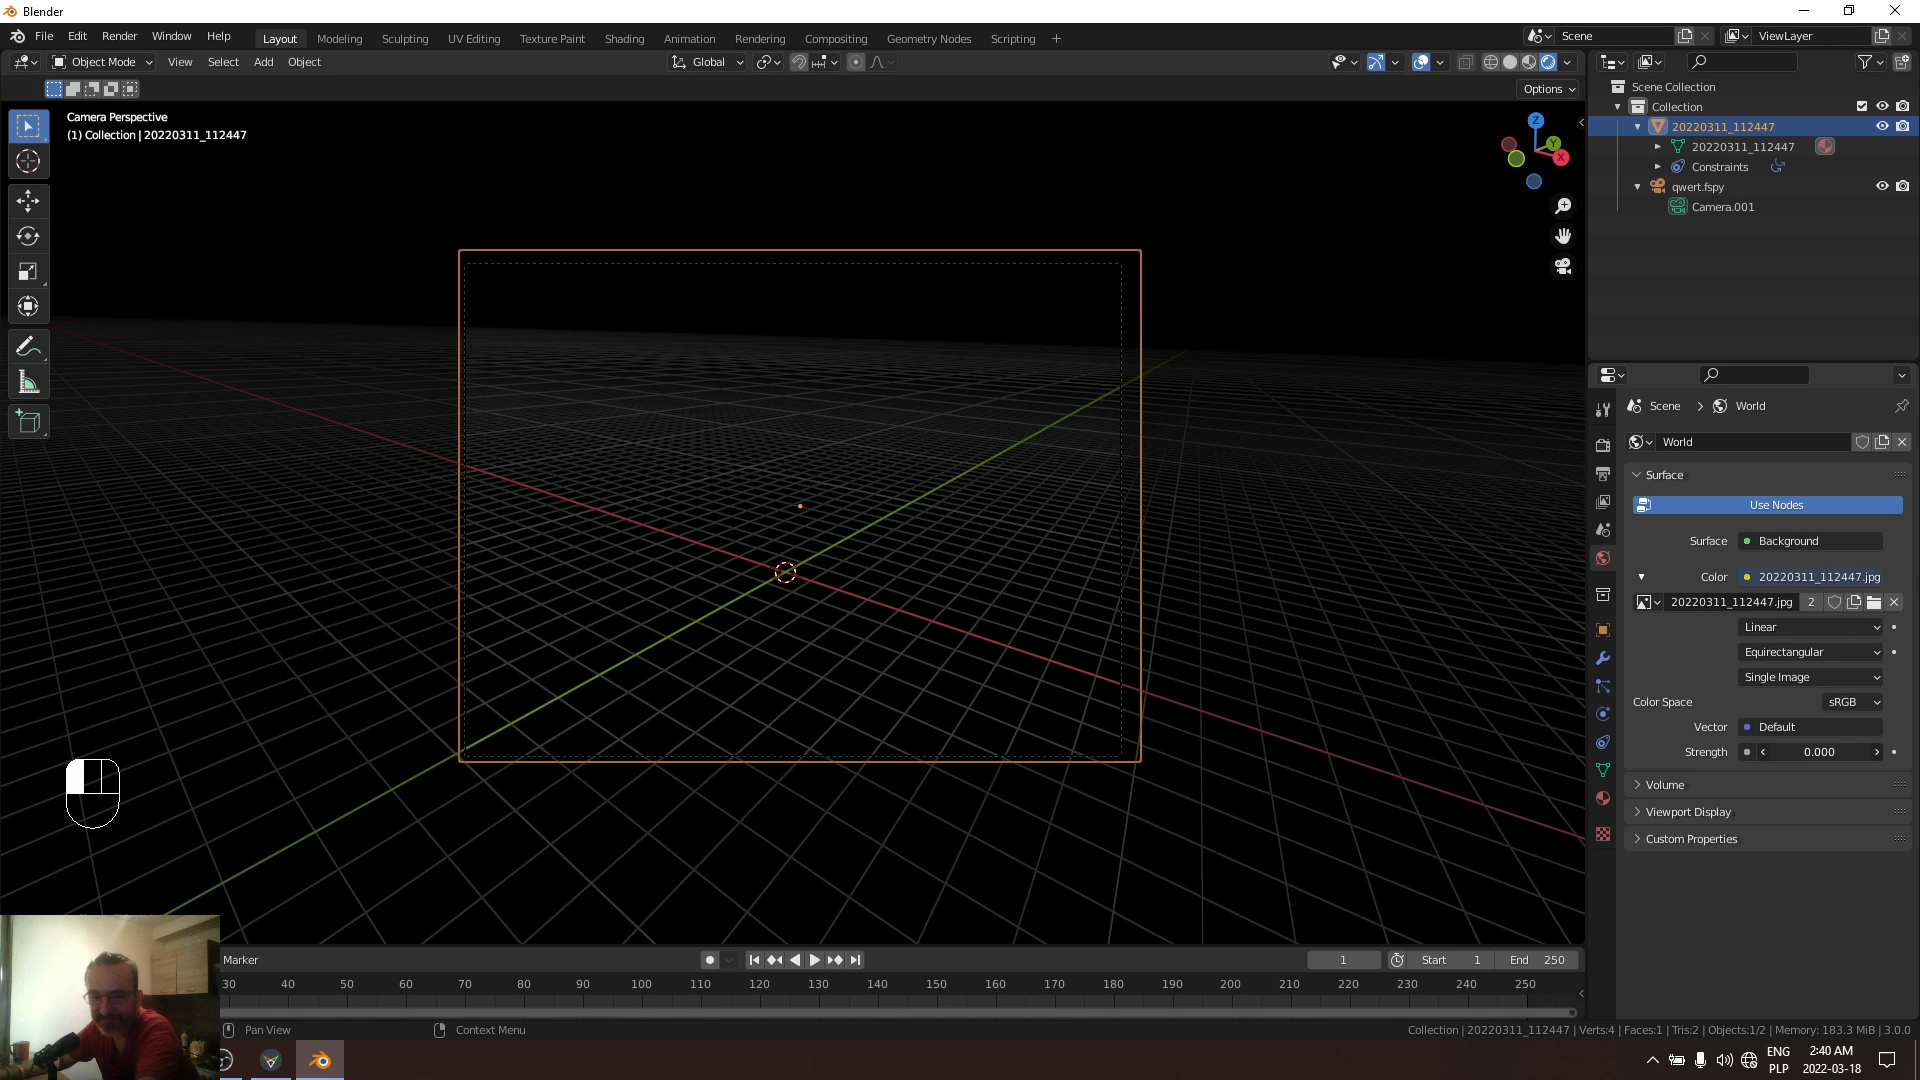 Blender
File Edit Render Window Help Layout Modeling Sculpting UV Editing Texture Paint Shading Animation Rendering Compositing Geometry Nodes Scripting + Scene ViewLayer
Object Mode View Select Add Object Global
Options
Camera Perspective
(1) Collection | 20220311_112447
Z
Y
X
Scene Collection
Collection
20220311_112447
20220311_112447
Constraints
qwert.fspy
Camera.001
Scene > World
World
Surface
Use Nodes
Surface Background
Color 20220311_112447.jpg
20220311_112447.jpg 2
Linear
Equirectangular
Single Image
Color Space sRGB
Vector Default
Strength 0.000
Volume
Viewport Display
Custom Properties
Marker 1 Start 1 End 250
30 40 50 60 70 80 90 100 110 120 130 140 150 160 170 180 190 200 210 220 230 240 250
Pan View Context Menu Collection | 20220311_112447 | Verts:4 | Faces:1 | Tris:2 | Objects:1/2 | Memory: 183.3 MiB | 3.0.0
ENG 2:40 AM
PLP 2022-03-18